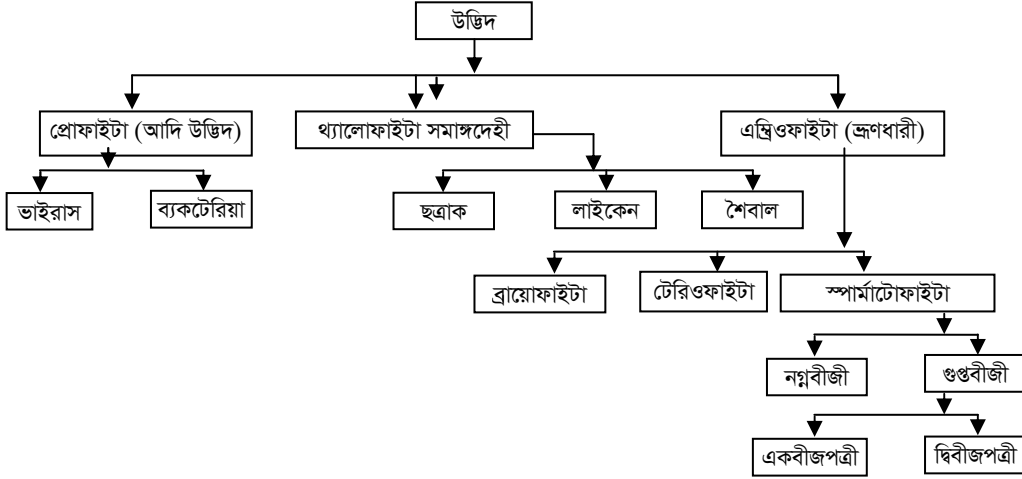 উদ্ভিদ
প্রোফাইটা (আদি উদ্ভিদ)
থ্যালোফাইটা সমাঙ্গদেহী
এম্ব্রিওফাইটা (ভ্রূণধারী)
ভাইরাস
ব্যকটেরিয়া
ছত্রাক
লাইকেন
শৈবাল
ব্রায়োফাইটা
টেরিওফাইটা
স্পার্মাটোফাইটা
নগ্নবীজী
গুপ্তবীজী
একবীজপত্রী
দ্বিবীজপত্রী